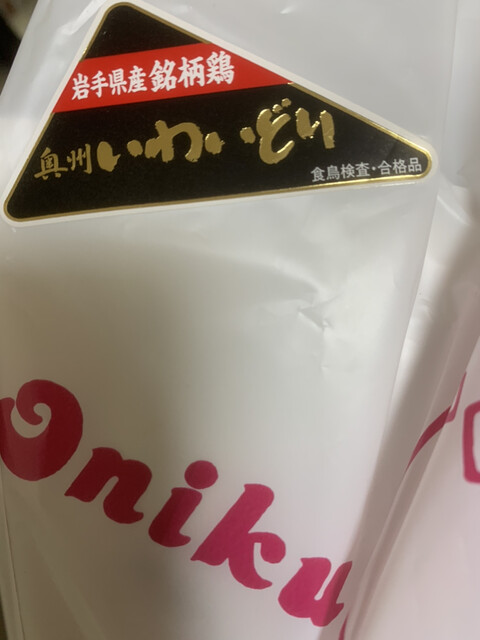 岩手県産銘柄鶏
奥州いわいどり
食鳥検査・合格品
Oniku